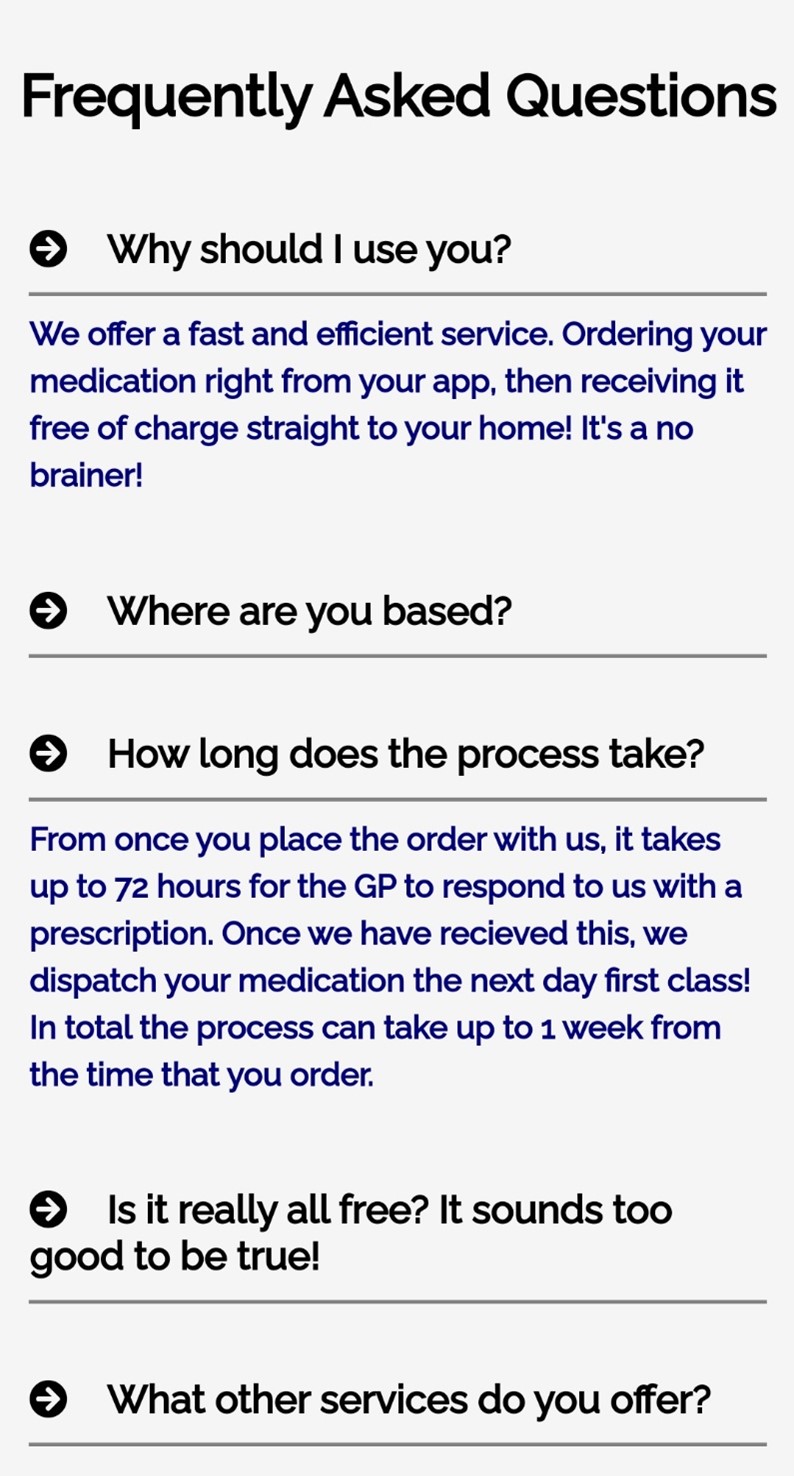 Frequently Asked Questions
Why should I use you?
We offer a fast and efficient service. Ordering your
medication right from your app, then receiving it
free of charge straight to your home! It's a no
brainer!
Where are you based?
How long does the process take?
From once you place the order with us, it takes
up to 72 hours for the GP to respond to us with a
prescription. Once we have recieved this, we
dispatch your medication the next day first class!
In total the process can take up to 1 week from
the time that you order.
Is it really all free? It sounds too
good to be true!
What other services do you offer?